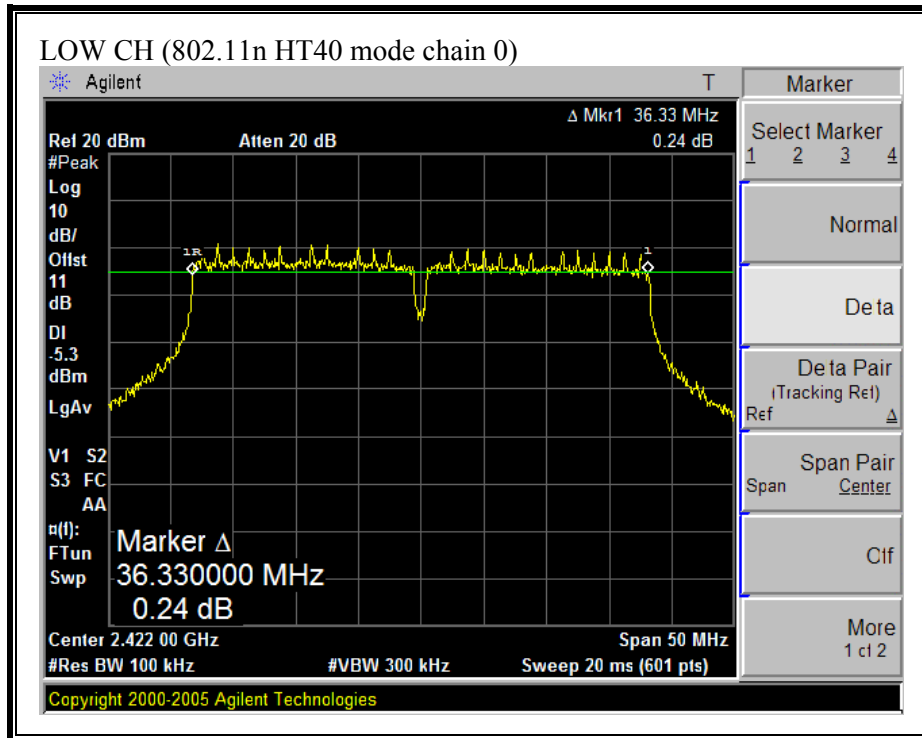 LOW CH (802.11n HT40 mode chain 0)
Agilent T
Δ Mkr1 36.33 MHz
Ref 20 dBm Atten 20 dB 0.24 dB
#Peak
Log
10
dB/
Offst
11
dB
DI
-5.3
dBm
LgAv
V1 S2
S3 FC
AA
¤(f):
FTun
Swp
1R
1
Marker Δ
36.330000 MHz
0.24 dB
Center 2.422 00 GHz Span 50 MHz
#Res BW 100 kHz #VBW 300 kHz Sweep 20 ms (601 pts)
Copyright 2000-2005 Agilent Technologies
Marker
Select Marker
1 2 3 4
Normal
De ta
De ta Pair
(Tracking Ref)
Ref Δ
Span Pair
Span Center
Off
More
1 of 2